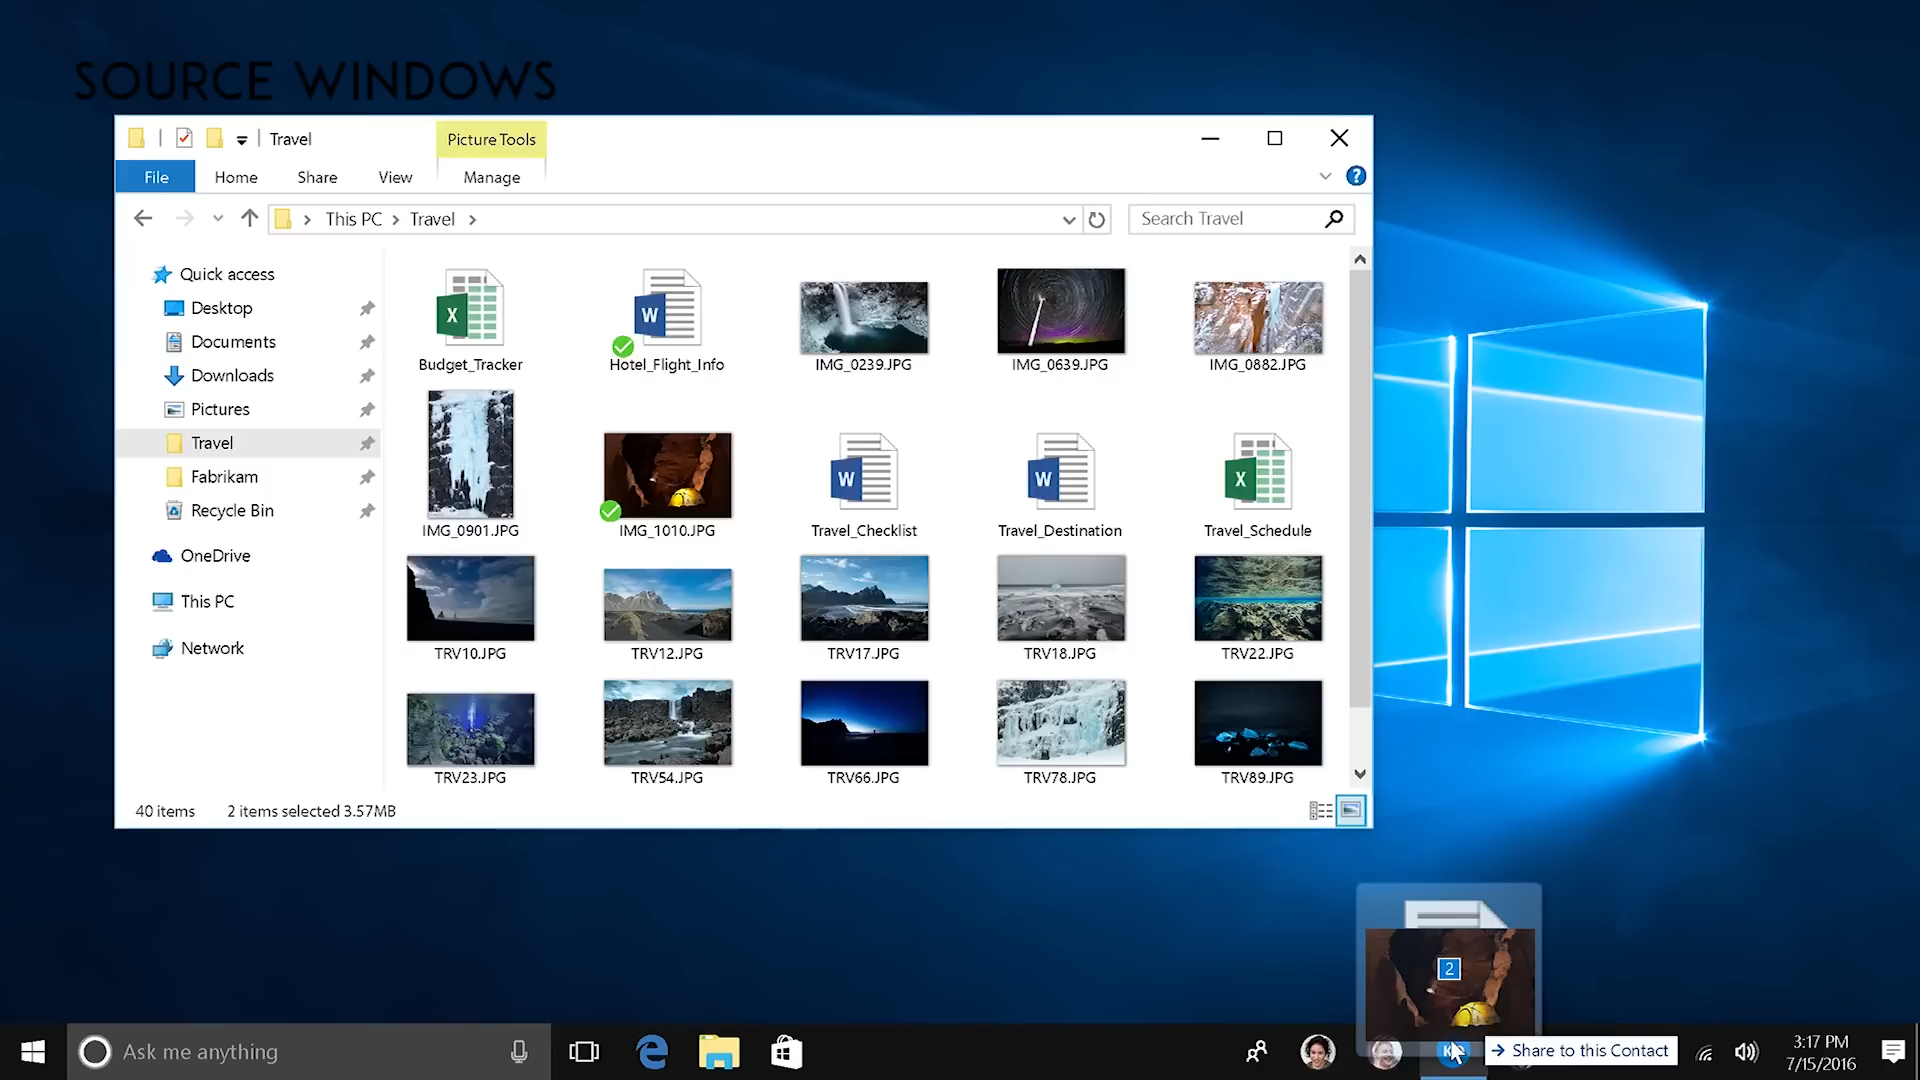 SOURCE WINDOWS
Travel
Picture Tools
File
Home
Share
View
Manage
?
This PC
Travel
Search Travel
Quick access
Desktop
Documents
Downloads
Pictures
Travel
Fabrikam
Recycle Bin
OneDrive
This PC
Network
X
Budget_Tracker
W
Hotel_Flight_Info
IMG_0239.JPG
IMG_0639.JPG
IMG_0882.JPG
IMG_0901.JPG
IMG_1010.JPG
W
Travel_Checklist
W
Travel_Destination
X
Travel_Schedule
TRV10.JPG
TRV12.JPG
TRV17.JPG
TRV18.JPG
TRV22.JPG
TRV23.JPG
TRV54.JPG
TRV66.JPG
TRV78.JPG
TRV89.JPG
40 items
2 items selected 3.57MB
2
Ask me anything
Share to this Contact
3:17 PM
7/15/2016